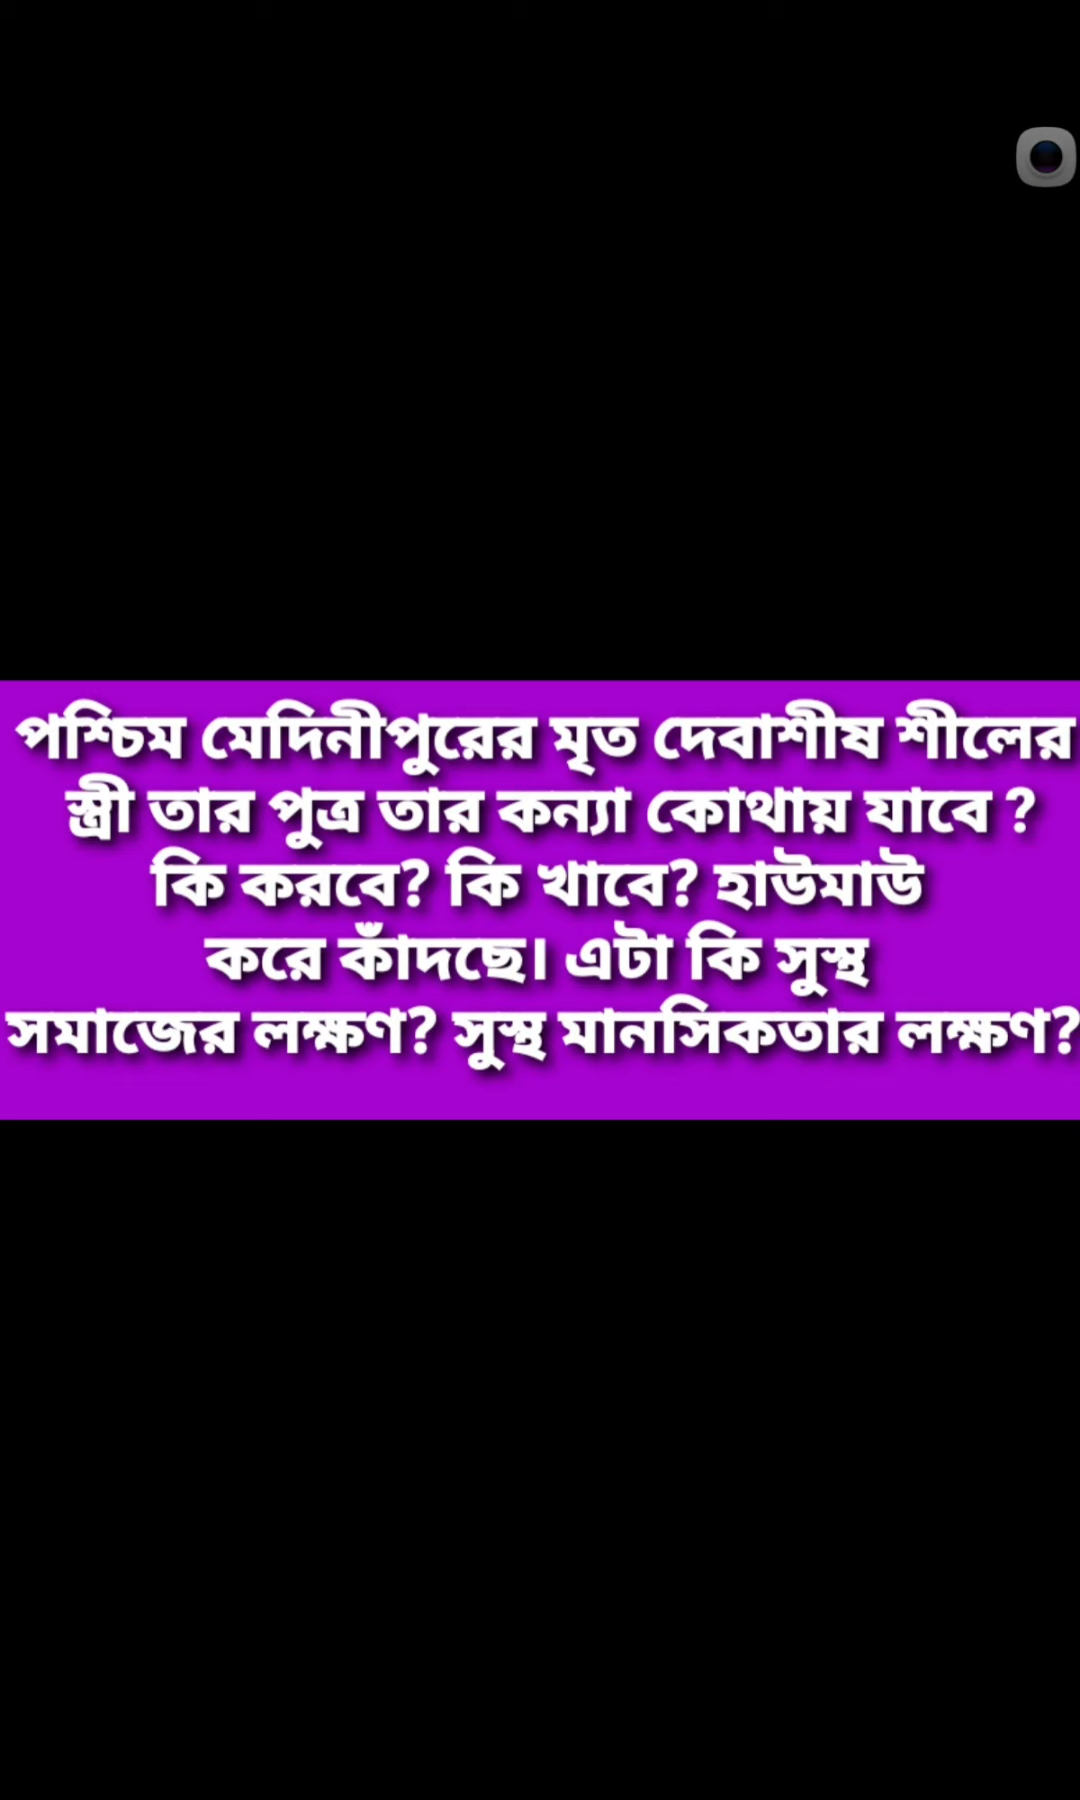 পশ্চিম মেদিনীপুরের মৃত দেবাশীষ শীলের
স্ত্রী তার পুত্র তার কন্যা কোথায় যাবে ?
কি করবে? কি খাবে? হাউমাউ
করে কাঁদছে। এটা কি সুস্থ
সমাজের লক্ষণ? সুস্থ মানসিকতার লক্ষণ?